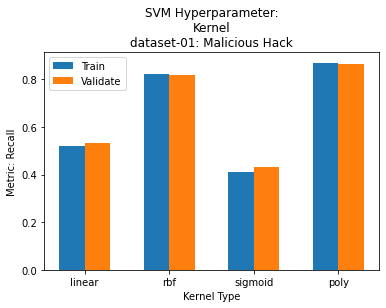 SVM Hyperparameter:
Kernel
dataset-01: Malicious Hack
Train
Validate
Metric: Recall
0.8
0.6
0.4
0.2
0.0
linear
rbf
sigmoid
poly
Kernel Type